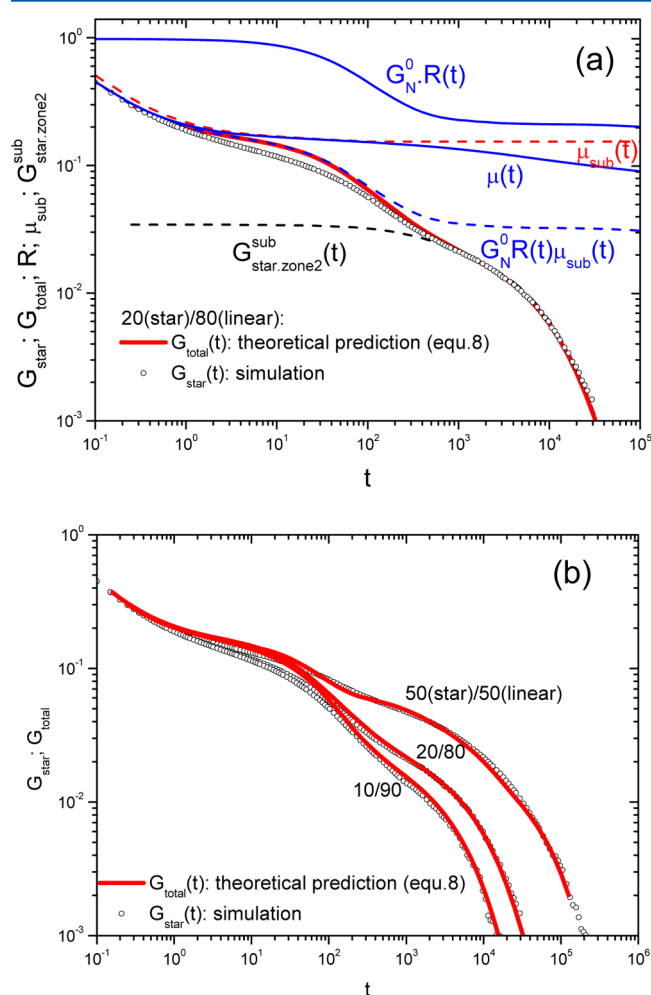 (a)
G_N^0.R(t)
μ_sub(t)
μ(t)
G_N^0R(t)μ_sub(t)
G_star.zone2^sub(t)
20(star)/80(linear):
G_total(t): theoretical prediction (equ.8)
G_star(t): simulation
G_star; G_total; R; μ_sub; G_star.zone2^sub
10^0
10^-1
10^-2
10^-3
10^-1 10^0 10^1 10^2 10^3 10^4 10^5
t
(b)
50(star)/50(linear)
20/80
10/90
G_total(t): theoretical prediction (equ.8)
G_star(t): simulation
G_star; G_total
10^0
10^-1
10^-2
10^-3
10^-1 10^0 10^1 10^2 10^3 10^4 10^5 10^6
t